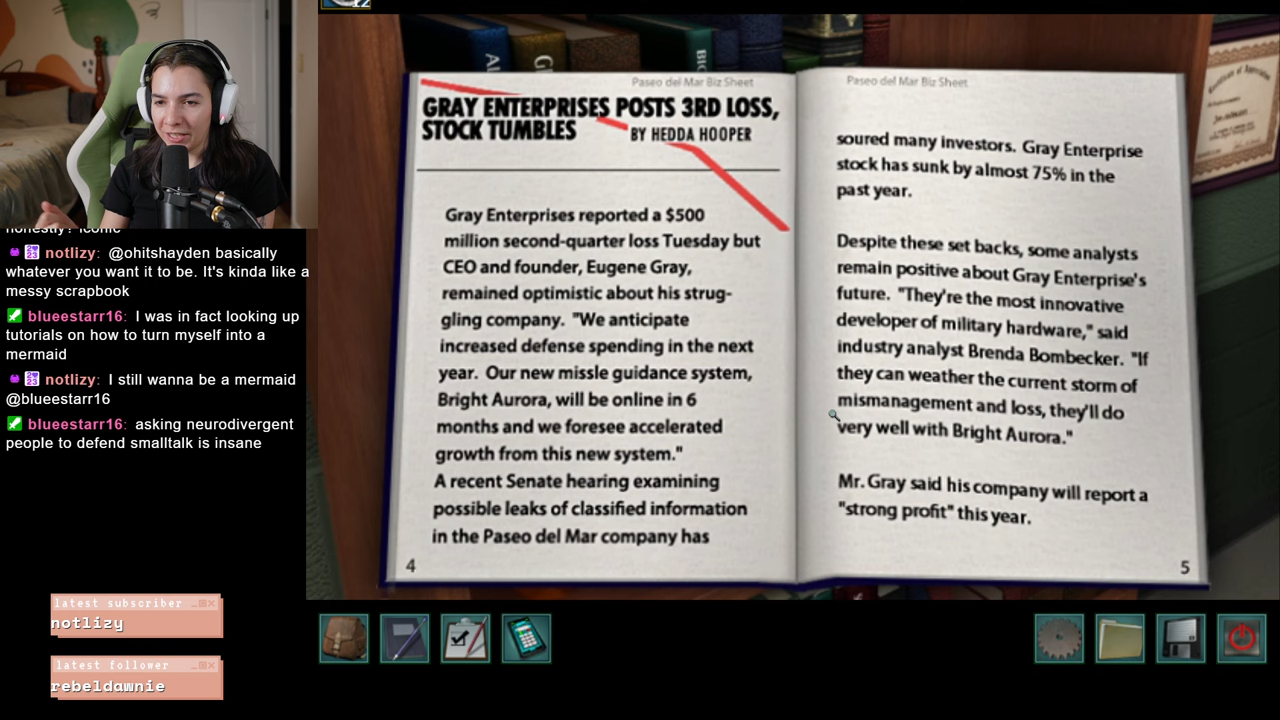 12
Paseo del Mar Biz Sheet
GRAY ENTERPRISES POSTS 3RD LOSS,
STOCK TUMBLES
BY HEDDA HOOPER
Gray Enterprises reported a $500
million second-quarter loss Tuesday but
CEO and founder, Eugene Gray,
remained optimistic about his strug-
gling company. "We anticipate
increased defense spending in the next
year. Our new missle guidance system,
Bright Aurora, will be online in 6
months and we foresee accelerated
growth from this new system."
A recent Senate hearing examining
possible leaks of classified information
in the Paseo del Mar company has
4
Paseo del Mar Biz Sheet
soured many investors. Gray Enterprise
stock has sunk by almost 75% in the
past year.
Despite these set backs, some analysts
remain positive about Gray Enterprise's
future. "They're the most innovative
developer of military hardware," said
industry analyst Brenda Bombecker. "If
they can weather the current storm of
mismanagement and loss, they'll do
very well with Bright Aurora."
Mr. Gray said his company will report a
"strong profit" this year.
5
honestly? iconic
notlizy: @ohitshayden basically
whatever you want it to be. It's kinda like a
messy scrapbook
blueestarr16: I was in fact looking up
tutorials on how to turn myself into a
mermaid
notlizy: I still wanna be a mermaid
@blueestarr16
blueestarr16: asking neurodivergent
people to defend smalltalk is insane
latest subscriber
notlizy
latest follower
rebeldawnie